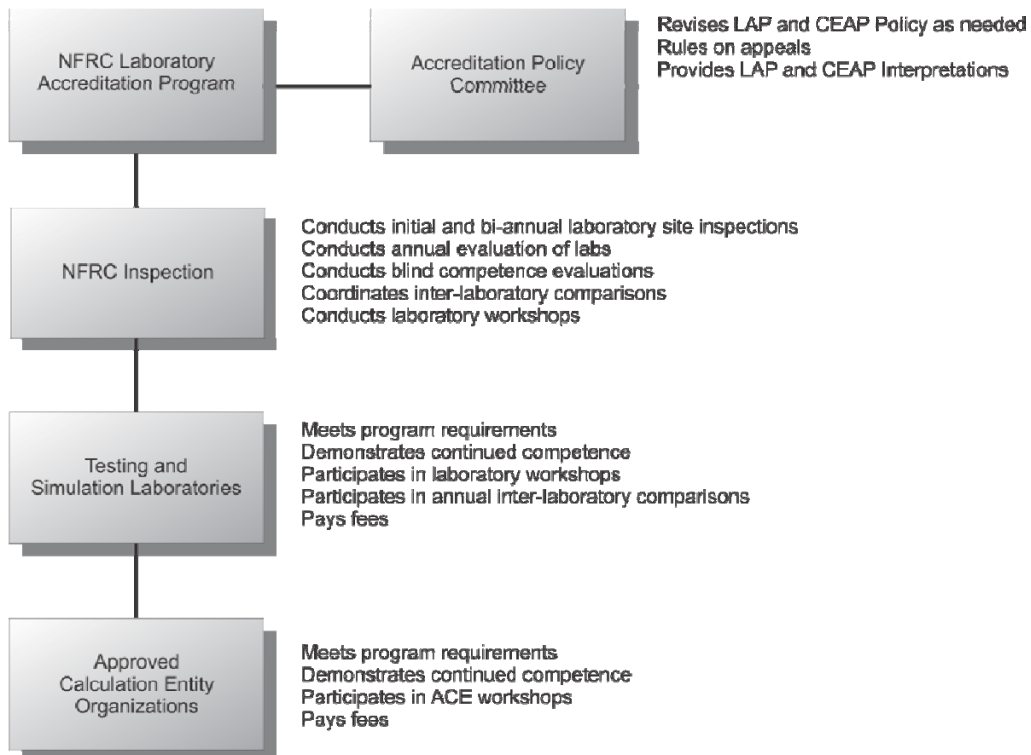 NFRC Laboratory
Accreditation Program
Accreditation Policy
Committee
Revises LAP and CEAP Policy as needed
Rules on appeals
Provides LAP and CEAP Interpretations
NFRC Inspection
Conducts initial and bi-annual laboratory site inspections
Conducts annual evaluation of labs
Conducts blind competence evaluations
Coordinates inter-laboratory comparisons
Conducts laboratory workshops
Testing and
Simulation Laboratories
Meets program requirements
Demonstrates continued competence
Participates in laboratory workshops
Participates in annual inter-laboratory comparisons
Pays fees
Approved
Calculation Entity
Organizations
Meets program requirements
Demonstrates continued competence
Participates in ACE workshops
Pays fees